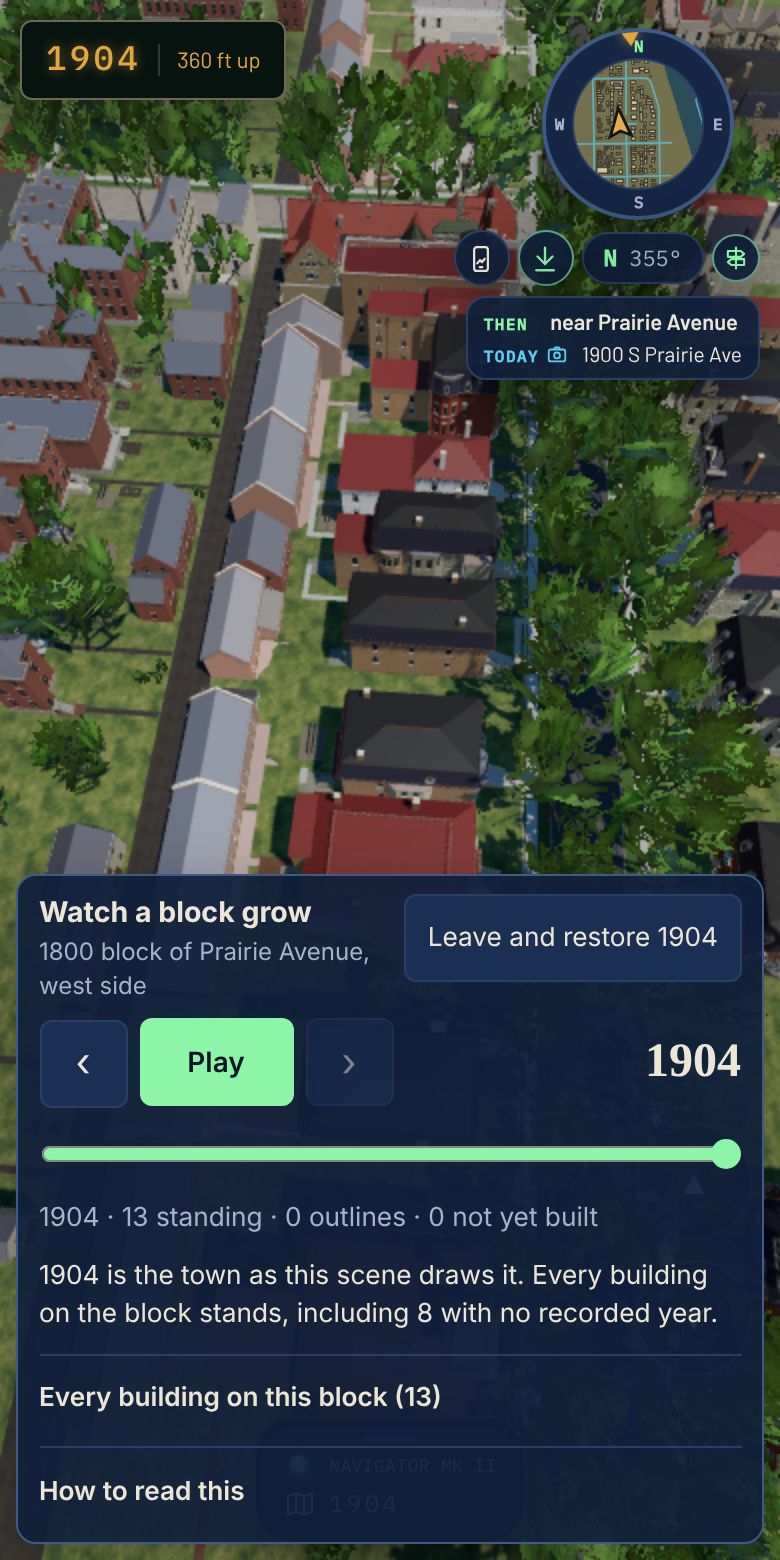 1904
360 ft up
N
W
E
S
N 355°
THEN near Prairie Avenue
TODAY 1900 S Prairie Ave
Watch a block grow
1800 block of Prairie Avenue,
west side
Leave and restore 1904
‹
Play
›
1904
1904 · 13 standing · 0 outlines · 0 not yet built
1904 is the town as this scene draws it. Every building
on the block stands, including 8 with no recorded year.
Every building on this block (13)
NAVIGATOR MK II
How to read this
1904